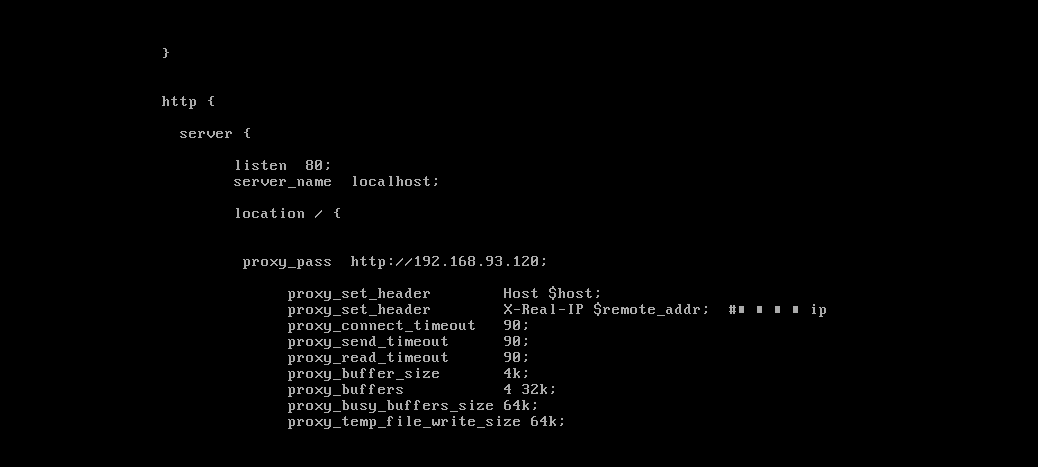 }
http {
server {
listen 80;
server_name localhost;
location / {
proxy_pass http://192.168.93.120;
proxy_set_header Host $host;
proxy_set_header X-Real-IP $remote_addr; # ip
proxy_connect_timeout 90;
proxy_send_timeout 90;
proxy_read_timeout 90;
proxy_buffer_size 4k;
proxy_buffers 4 32k;
proxy_busy_buffers_size 64k;
proxy_temp_file_write_size 64k;